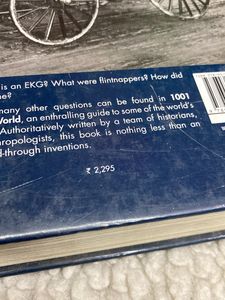 is an EKG? What were flintnappers? How did
e?
many other questions can be found in 1001
World, an enthralling guide to some of the world's
Authoritatively written by a team of historians,
hropologists, this book is nothing less than an
d-through inventions.
₹ 2,295